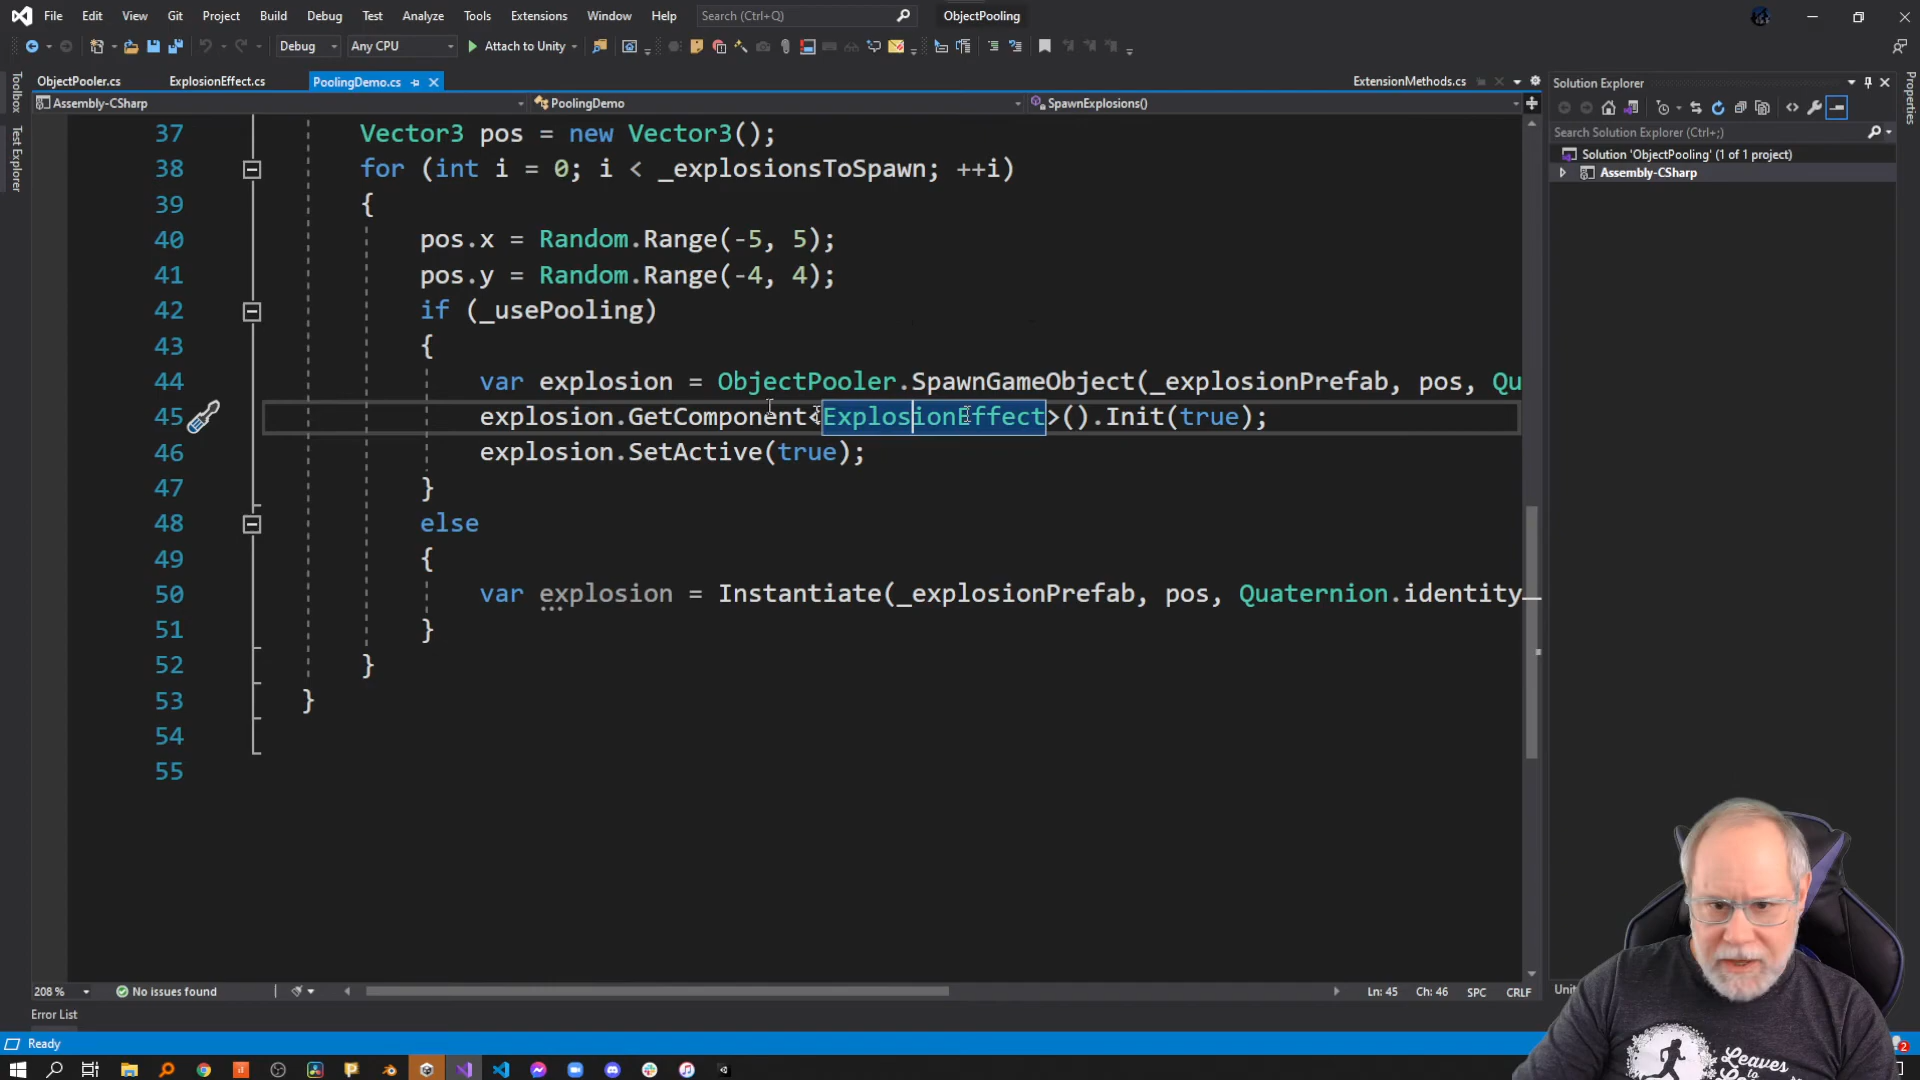 File Edit View Git Project Build Debug Test Analyze Tools Extensions Window Help Search (Ctrl+Q) ObjectPooling
Debug Any CPU Attach to Unity
ObjectPooler.cs ExplosionEffect.cs PoolingDemo.cs ExtensionMethods.cs
Assembly-CSharp PoolingDemo SpawnExplosions()
37 Vector3 pos = new Vector3();
38 for (int i = 0; i < _explosionsToSpawn; ++i)
39 {
40 pos.x = Random.Range(-5, 5);
41 pos.y = Random.Range(-4, 4);
42 if (_usePooling)
43 {
44 var explosion = ObjectPooler.SpawnGameObject(_explosionPrefab, pos, Qu
45 explosion.GetComponent<ExplosionEffect>().Init(true);
46 explosion.SetActive(true);
47 }
48 else
49 {
50 var explosion = Instantiate(_explosionPrefab, pos, Quaternion.identity
51 }
52 }
53 }
54
55
208 % No issues found Ln: 45 Ch: 46 SPC CRLF
Error List
Ready
Toolbox
Test Explorer
Solution Explorer
Search Solution Explorer (Ctrl+;)
Solution 'ObjectPooling' (1 of 1 project)
Assembly-CSharp
Properties
Leaves
2